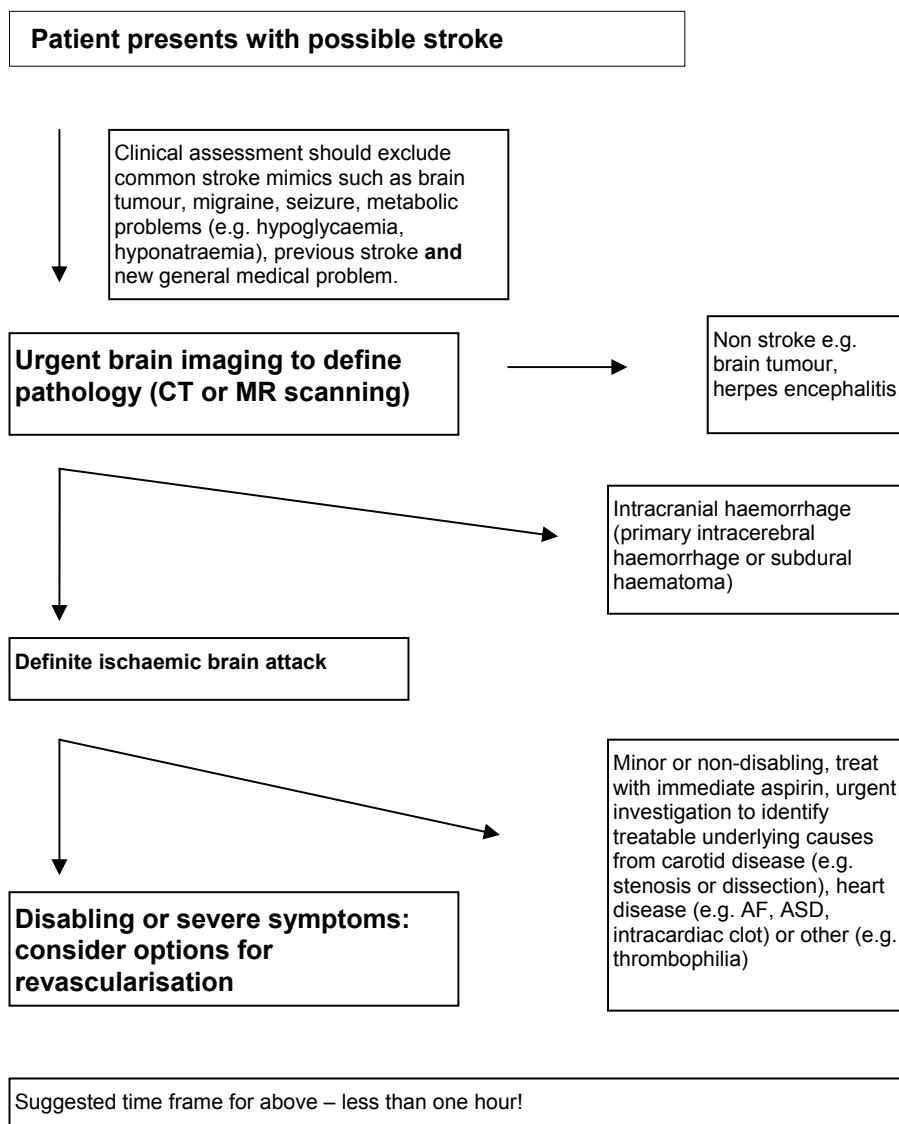 Patient presents with possible stroke
Clinical assessment should exclude
common stroke mimics such as brain
tumour, migraine, seizure, metabolic
problems (e.g. hypoglycaemia,
hyponatraemia), previous stroke and
new general medical problem.
Urgent brain imaging to define
pathology (CT or MR scanning)
Non stroke e.g.
brain tumour,
herpes encephalitis
Intracranial haemorrhage
(primary intracerebral
haemorrhage or subdural
haematoma)
Definite ischaemic brain attack
Minor or non-disabling, treat
with immediate aspirin, urgent
investigation to identify
treatable underlying causes
from carotid disease (e.g.
stenosis or dissection), heart
disease (e.g. AF, ASD,
intracardiac clot) or other (e.g.
thrombophilia)
Disabling or severe symptoms:
consider options for
revascularisation
Suggested time frame for above – less than one hour!